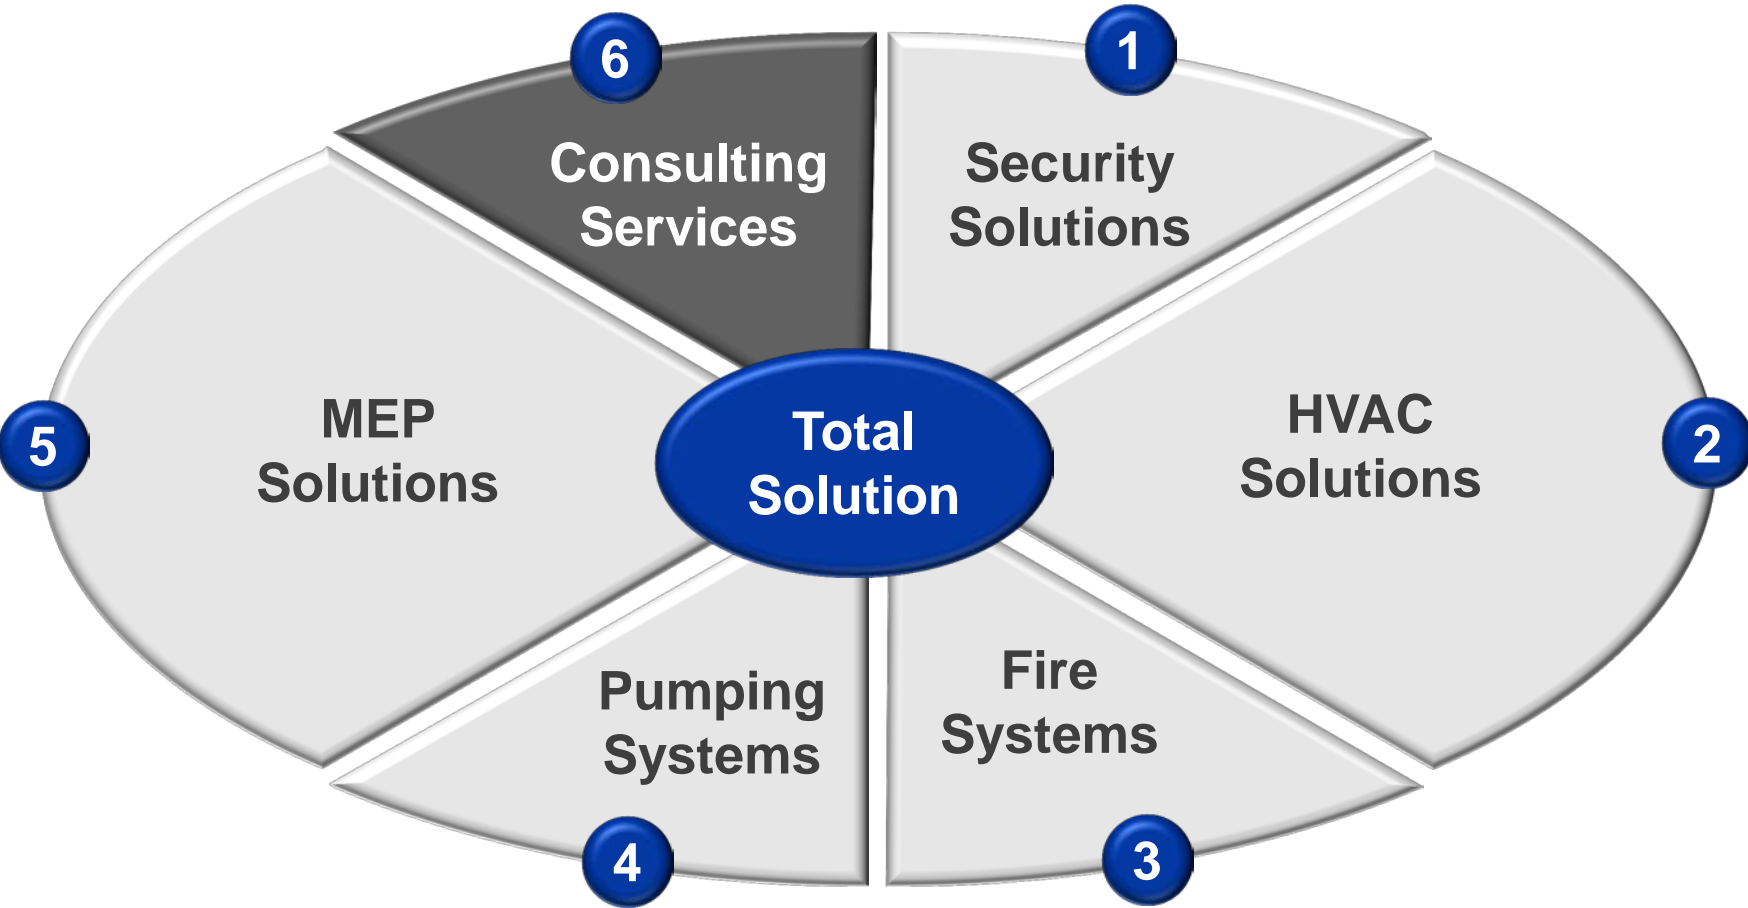 1
Security
Solutions
2
HVAC
Solutions
3
Fire
Systems
4
Pumping
Systems
5
MEP
Solutions
6
Consulting
Services
Total
Solution